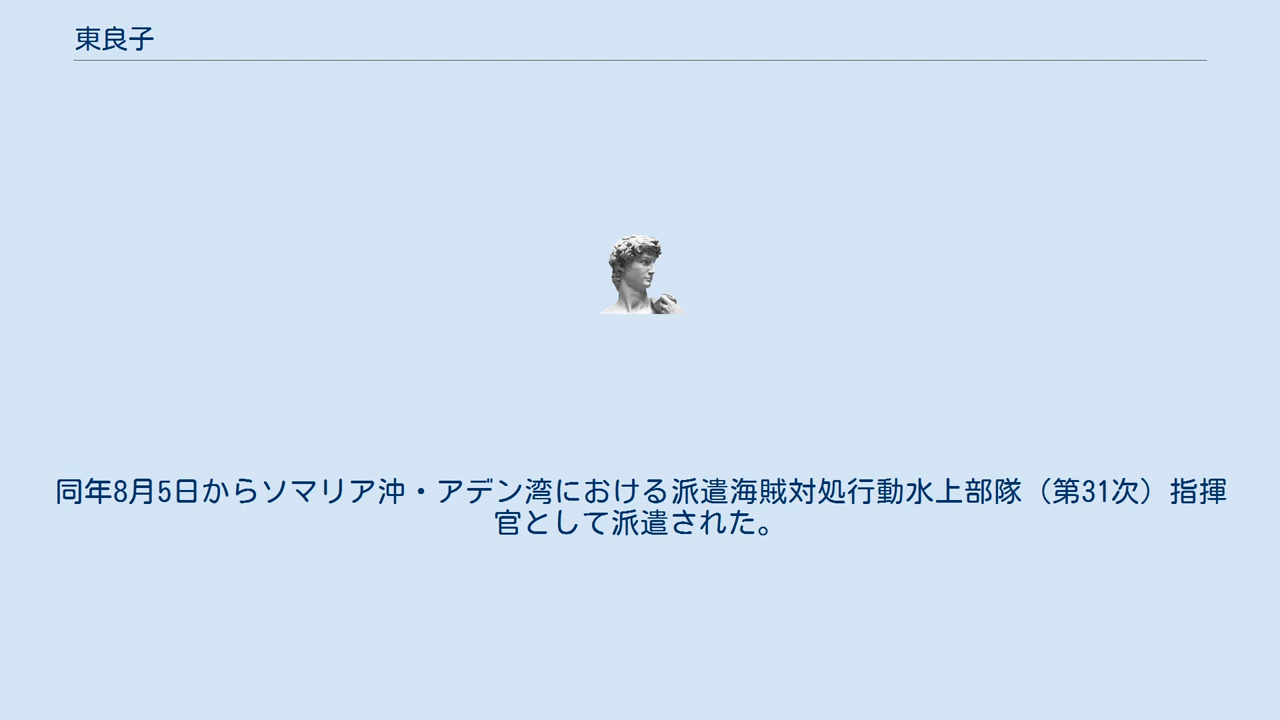 東良子
同年8月5日からソマリア沖・アデン湾における派遣海賊対処行動水上部隊（第31次）指揮
官として派遣された。